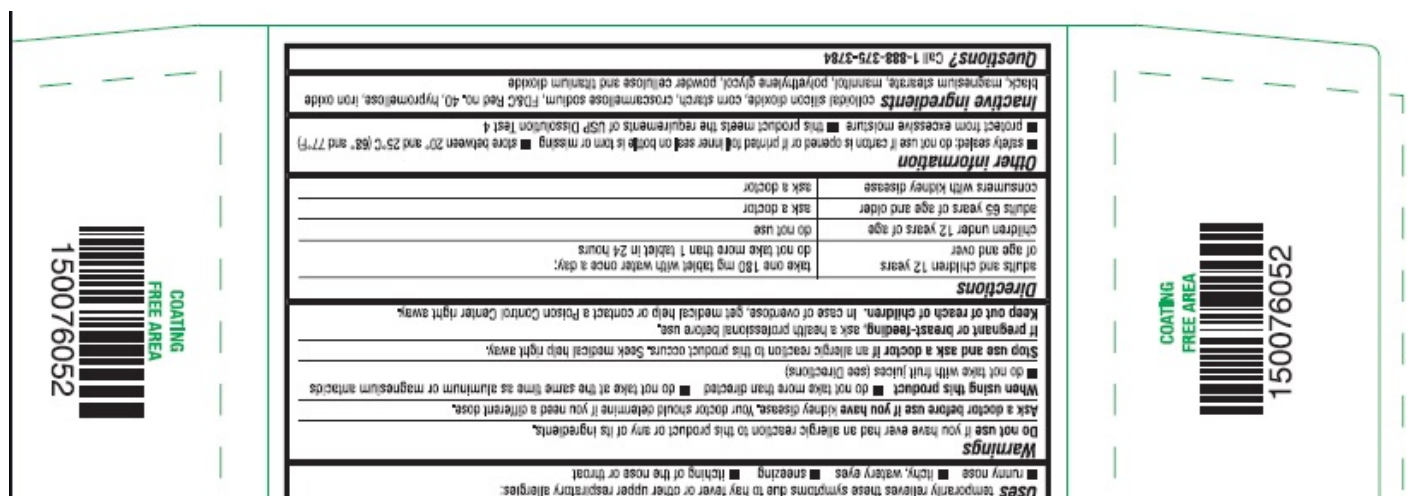 Uses temporarily relieves these symptoms due to hay fever or other upper respiratory allergies:
■ runny nose ■ itchy, watery eyes ■ sneezing ■ itching of the nose or throat
Warnings
Do not use if you have ever had an allergic reaction to this product or any of its ingredients.
Ask a doctor before use if you have kidney disease. Your doctor should determine if you need a different dose.
When using this product ■ do not take more than directed ■ do not take at the same time as aluminum or magnesium antacids
■ do not take with fruit juices (see Directions)
Stop use and ask a doctor if an allergic reaction to this product occurs. Seek medical help right away.
If pregnant or breast-feeding, ask a health professional before use.
Keep out of reach of children. In case of overdose, get medical help or contact a Poison Control Center right away.
Directions
adults and children 12 years of age and over
take one 180 mg tablet with water once a day;
do not take more than 1 tablet in 24 hours
children under 12 years of age
do not use
adults 65 years of age and older
ask a doctor
consumers with kidney disease
ask a doctor
Other information
■ safety sealed: do not use if carton is opened or if printed foil inner seal on bottle is torn or missing ■ store between 20° and 25°C (68° and 77°F)
■ protect from excessive moisture ■ this product meets the requirements of USP Dissolution Test 4
Inactive ingredients colloidal silicon dioxide, corn starch, croscarmellose sodium, FD&C Red no. 40, hypromellose, iron oxide
black, magnesium stearate, mannitol, polyethylene glycol, powder cellulose and titanium dioxide
Questions? Call 1-888-375-3784
150076052
COATING
FREE AREA
COATING
FREE AREA
150076052